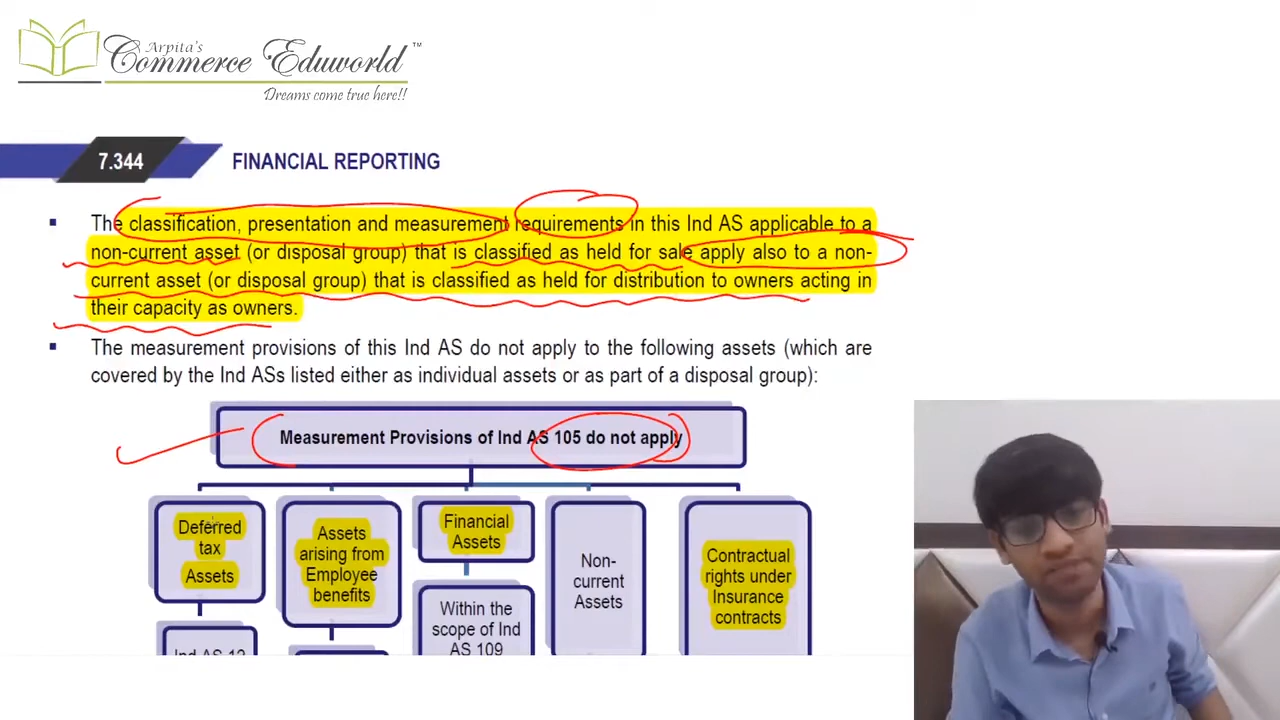 Arpita's
Commerce Eduworld™
Dreams come true here!!
7.344 FINANCIAL REPORTING
▪ The classification, presentation and measurement requirements in this Ind AS applicable to a
non-current asset (or disposal group) that is classified as held for sale apply also to a non-
current asset (or disposal group) that is classified as held for distribution to owners acting in
their capacity as owners.
▪ The measurement provisions of this Ind AS do not apply to the following assets (which are
covered by the Ind ASs listed either as individual assets or as part of a disposal group):
Measurement Provisions of Ind AS 105 do not apply
Deferred
tax
Assets
Assets
arising from
Employee
benefits
Financial
Assets
Non-
current
Assets
Contractual
rights under
Insurance
contracts
Ind AS 12
Within the
scope of Ind
AS 109